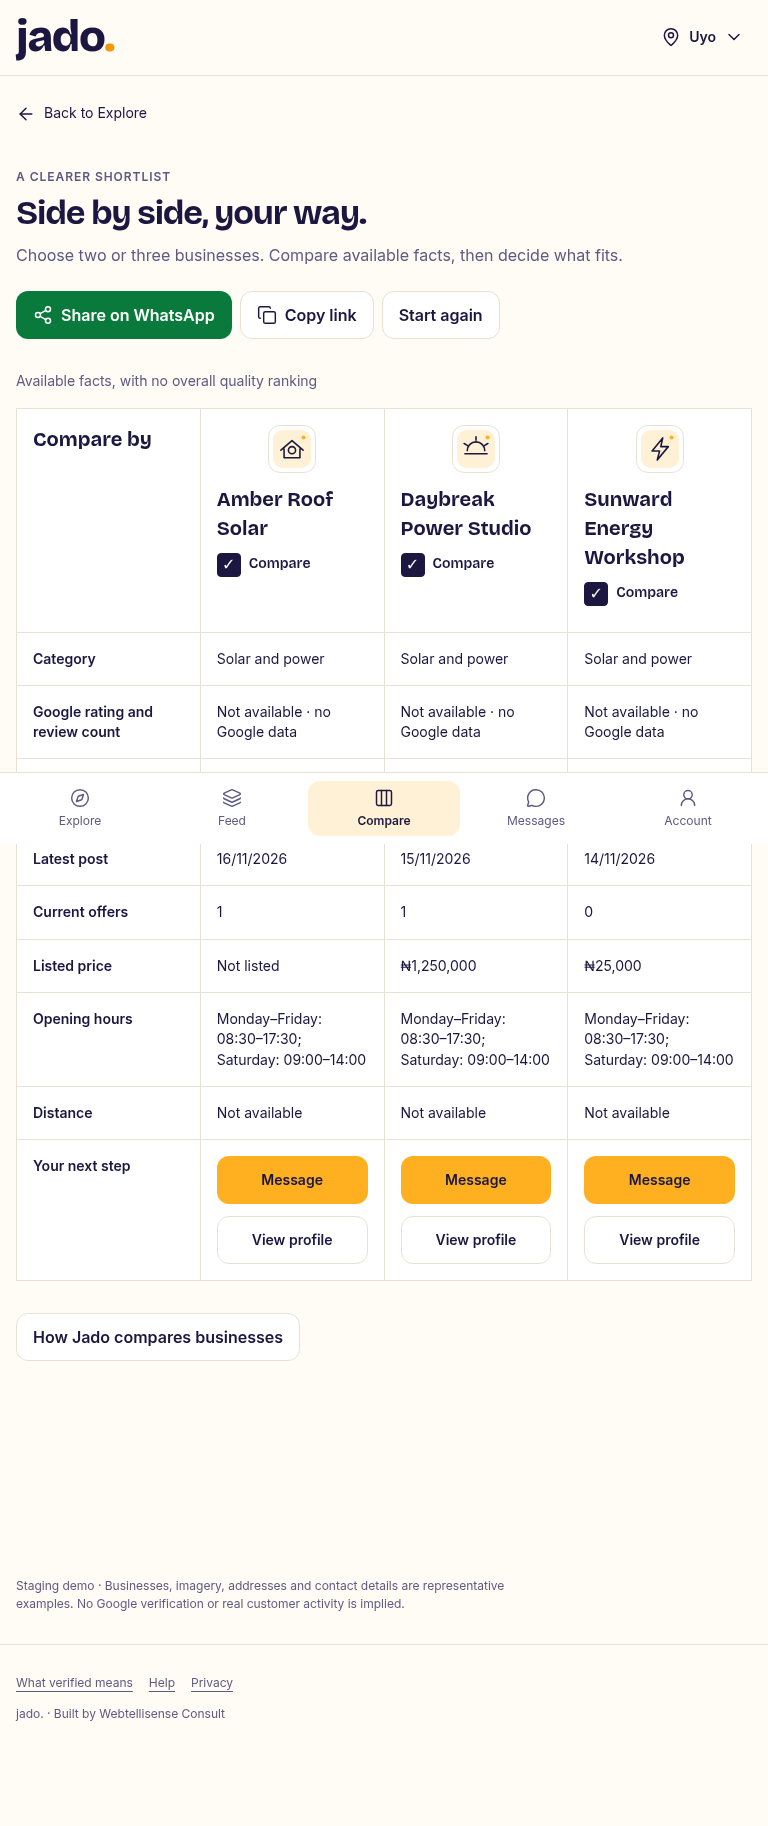 jado.
Uyo
Back to Explore
A CLEARER SHORTLIST
Side by side, your way.
Choose two or three businesses. Compare available facts, then decide what fits.
Share on WhatsApp
Copy link
Start again
Available facts, with no overall quality ranking
Compare by
Amber Roof
Solar
✓ Compare
Daybreak
Power Studio
✓ Compare
Sunward
Energy
Workshop
✓ Compare
Category
Solar and power
Solar and power
Solar and power
Google rating and
review count
Not available · no
Google data
Not available · no
Google data
Not available · no
Google data
Explore
Feed
Compare
Messages
Account
Latest post
16/11/2026
15/11/2026
14/11/2026
Current offers
1
1
0
Listed price
Not listed
₦1,250,000
₦25,000
Opening hours
Monday–Friday:
08:30–17:30;
Saturday: 09:00–14:00
Monday–Friday:
08:30–17:30;
Saturday: 09:00–14:00
Monday–Friday:
08:30–17:30;
Saturday: 09:00–14:00
Distance
Not available
Not available
Not available
Your next step
Message
Message
Message
View profile
View profile
View profile
How Jado compares businesses
Staging demo · Businesses, imagery, addresses and contact details are representative
examples. No Google verification or real customer activity is implied.
What verified means
Help
Privacy
jado. · Built by Webtellisense Consult